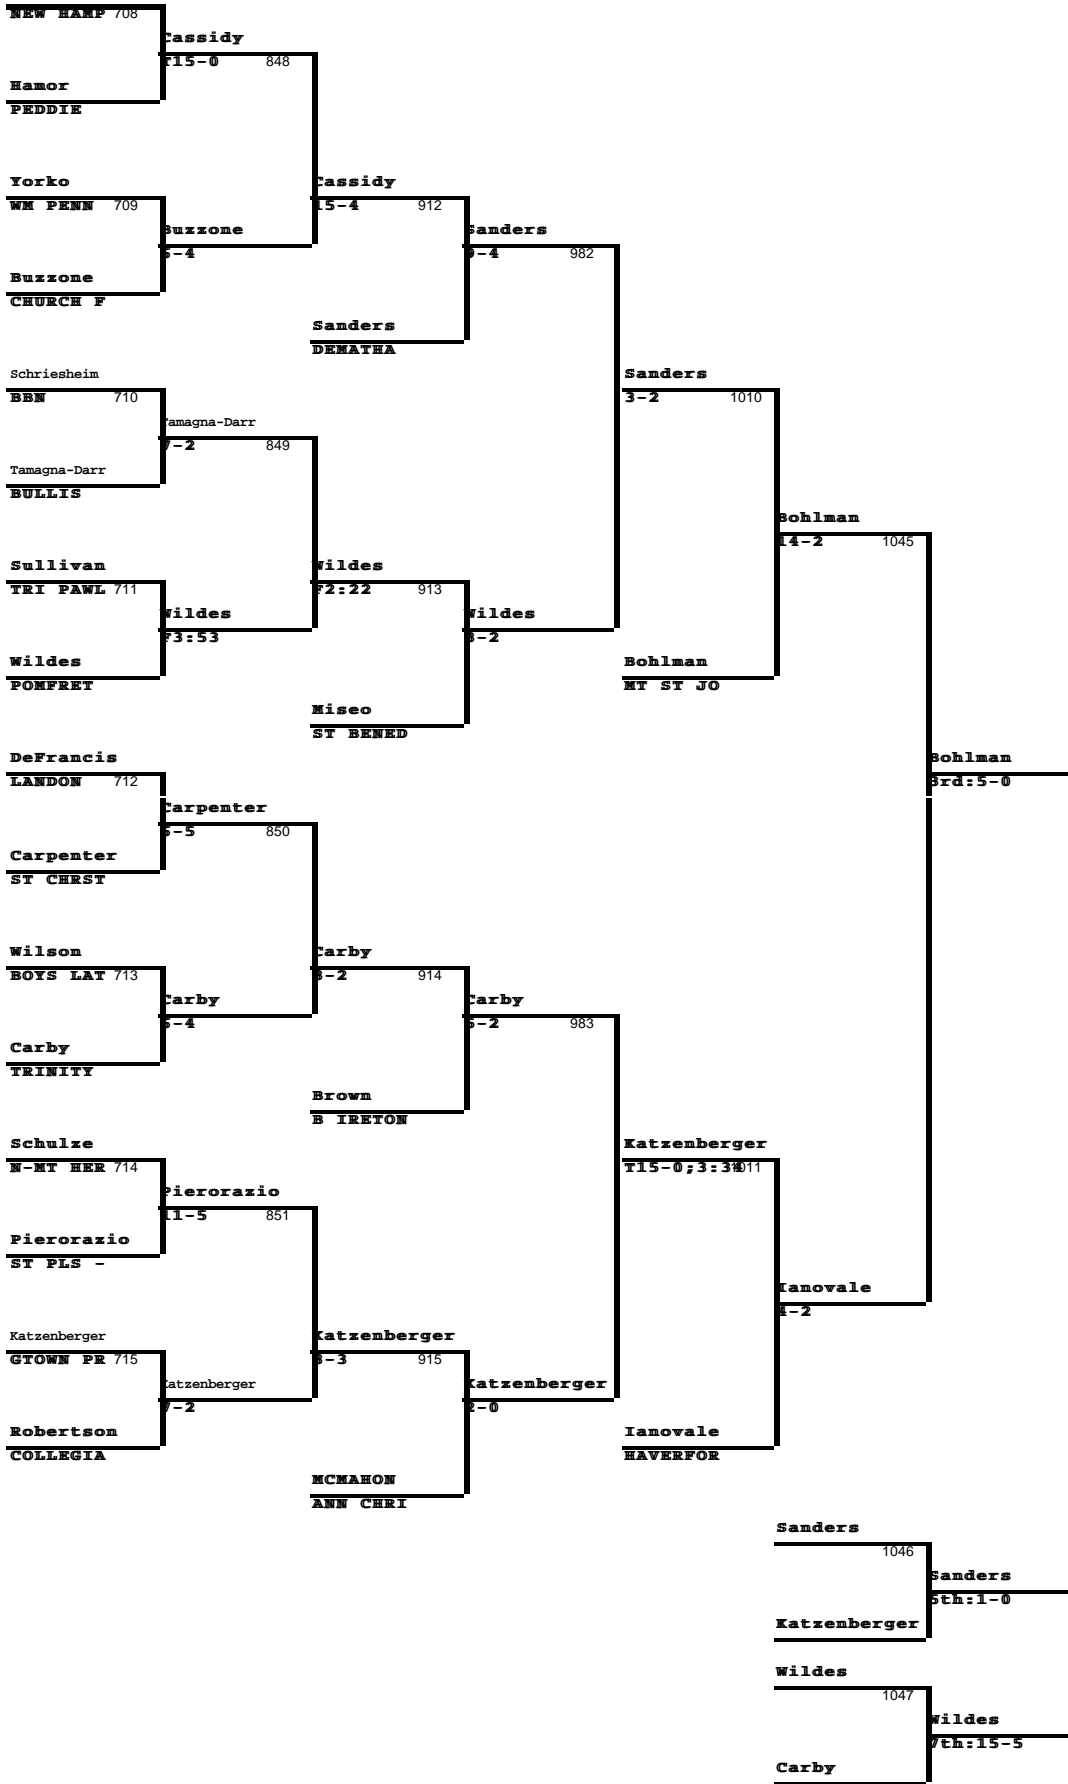 NEW HAMP 708
Cassidy
T15-0 848
Hamor
PEDDIE
Yorko
WM PENN 709
Cassidy
15-4 912
Buzzone
-4
Sanders
9-4 982
Buzzone
CHURCH F
Sanders
DEMATHA
Schriesheim
BBN 710
Sanders
3-2 1010
Tamagna-Darr
7-2 849
Tamagna-Darr
BULLIS
Bohlman
14-2 1045
Sullivan
TRI PAWL 711
Wildes
F2:22 913
Wildes
F3:53
Wildes
-2
Wildes
POMFRET
Bohlman
MT ST JO
Miseo
ST BENED
DeFrancis
LANDON 712
Bohlman
3rd:5-0
Carpenter
-5 850
Carpenter
ST CHRST
Wilson
BOYS LAT 713
Carby
-2 914
Carby
-4
Carby
-2 983
Carby
TRINITY
Brown
B IRETON
Schulze
N-MT HER 714
Katzenberger
T15-0;3:34 1011
Pierorazio
11-5 851
Pierorazio
ST PLS -
Ianovale
4-2
Katzenberger
GTOWN PR 715
Katzenberger
-3 915
Katzenberger
7-2
Katzenberger
2-0
Robertson
COLLEGIA
Ianovale
HAVERFOR
MCMAHON
ANN CHRI
Sanders
1046
Sanders
5th:1-0
Katzenberger
Wildes
1047
Wildes
7th:15-5
Carby